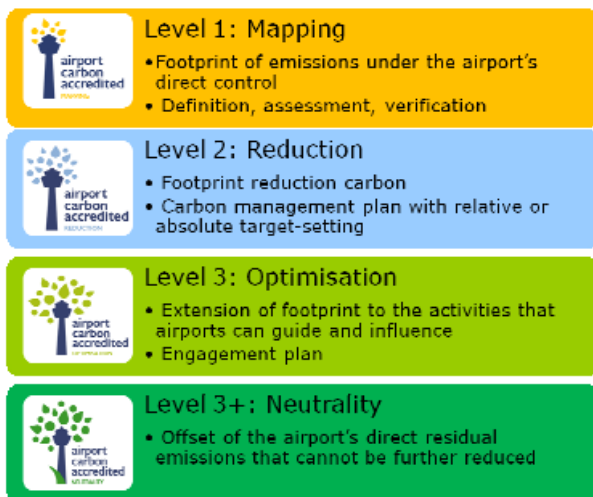 Level 1: Mapping
airport
carbon
accredited
MAPPING
•Footprint of emissions under the airport's
direct control
• Definition, assessment, verification
Level 2: Reduction
airport
carbon
accredited
REDUCTION
• Footprint reduction carbon
• Carbon management plan with relative or
absolute target-setting
Level 3: Optimisation
airport
carbon
accredited
OPTIMISATION
• Extension of footprint to the activities that
airports can guide and influence
• Engagement plan
Level 3+: Neutrality
airport
carbon
accredited
NEUTRALITY
• Offset of the airport's direct residual
emissions that cannot be further reduced